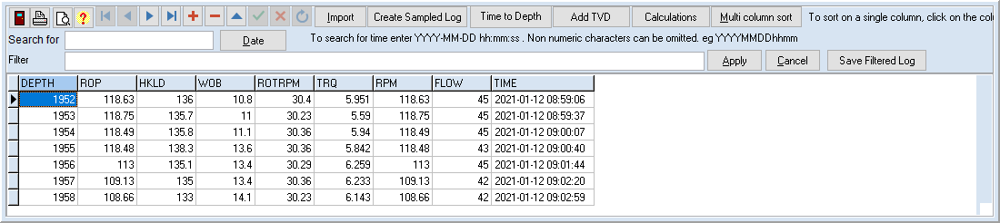 Import Create Sampled Log Time to Depth Add TVD Calculations Multi column sort To sort on a single column, click on the colu
Search for Date To search for time enter YYYY-MM-DD hh:mm:ss . Non numeric characters can be omitted. eg YYYYMMDDhhmm
Filter Apply Cancel Save Filtered Log
DEPTH ROP HKLD WOB ROTRPM TRQ RPM FLOW TIME
1952 118.63 136 10.8 30.4 5.951 118.63 45 2021-01-12 08:59:06
1953 118.75 135.7 11 30.23 5.59 118.75 45 2021-01-12 08:59:37
1954 118.49 135.8 11.1 30.36 5.94 118.49 45 2021-01-12 09:00:07
1955 118.48 138.3 13.6 30.36 5.842 118.48 43 2021-01-12 09:00:40
1956 113 135.1 13.4 30.29 6.259 113 45 2021-01-12 09:01:44
1957 109.13 135 13.4 30.36 6.233 109.13 42 2021-01-12 09:02:20
1958 108.66 133 14.1 30.23 6.143 108.66 42 2021-01-12 09:02:59